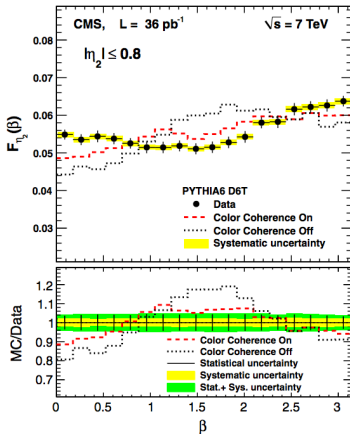 CMS, L = 36 pb⁻¹ √s = 7 TeV
|η₂| ≤ 0.8
F_η₂(β)
0.08
0.07
0.06
0.05
0.04
0.03
PYTHIA6 D6T
Data
Color Coherence On
Color Coherence Off
Systematic uncertainty
MC/Data
1.2
1.1
1
0.9
0.8
0.7
Color Coherence On
Color Coherence Off
Statistical uncertainty
Systematic uncertainty
Stat.+ Sys. uncertainty
0 0.5 1 1.5 2 2.5 3
β